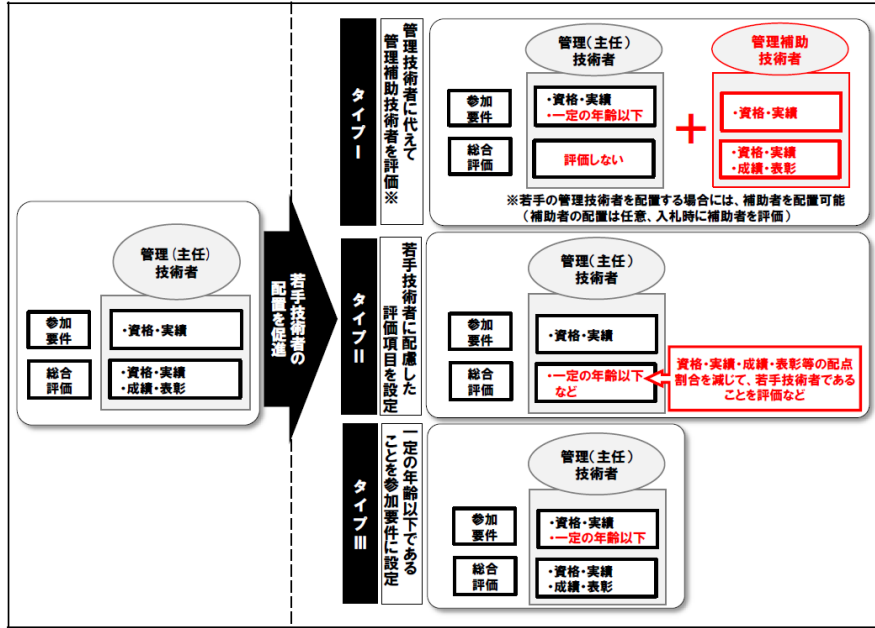 管理(主任)
技術者
参加
要件
・資格・実績
総合
評価
・資格・実績
・成績・表彰
若手技術者の
配置を促進
タイプⅠ
管理技術者に代えて
管理補助技術者を評価※
管理(主任)
技術者
管理補助
技術者
参加
要件
・資格・実績
・一定の年齢以下
+
・資格・実績
総合
評価
評価しない
・資格・実績
・成績・表彰
※若手の管理技術者を配置する場合には、補助者を配置可能
(補助者の配置は任意、入札時に補助者を評価)
タイプⅡ
若手技術者に配慮した
評価項目を設定
管理(主任)
技術者
参加
要件
・資格・実績
総合
評価
・一定の年齢以下
など
資格・実績・成績・表彰等の配点
割合を減じて、若手技術者である
ことを評価など
タイプⅢ
一定の年齢以下である
ことを参加要件に設定
管理(主任)
技術者
参加
要件
・資格・実績
・一定の年齢以下
総合
評価
・資格・実績
・成績・表彰